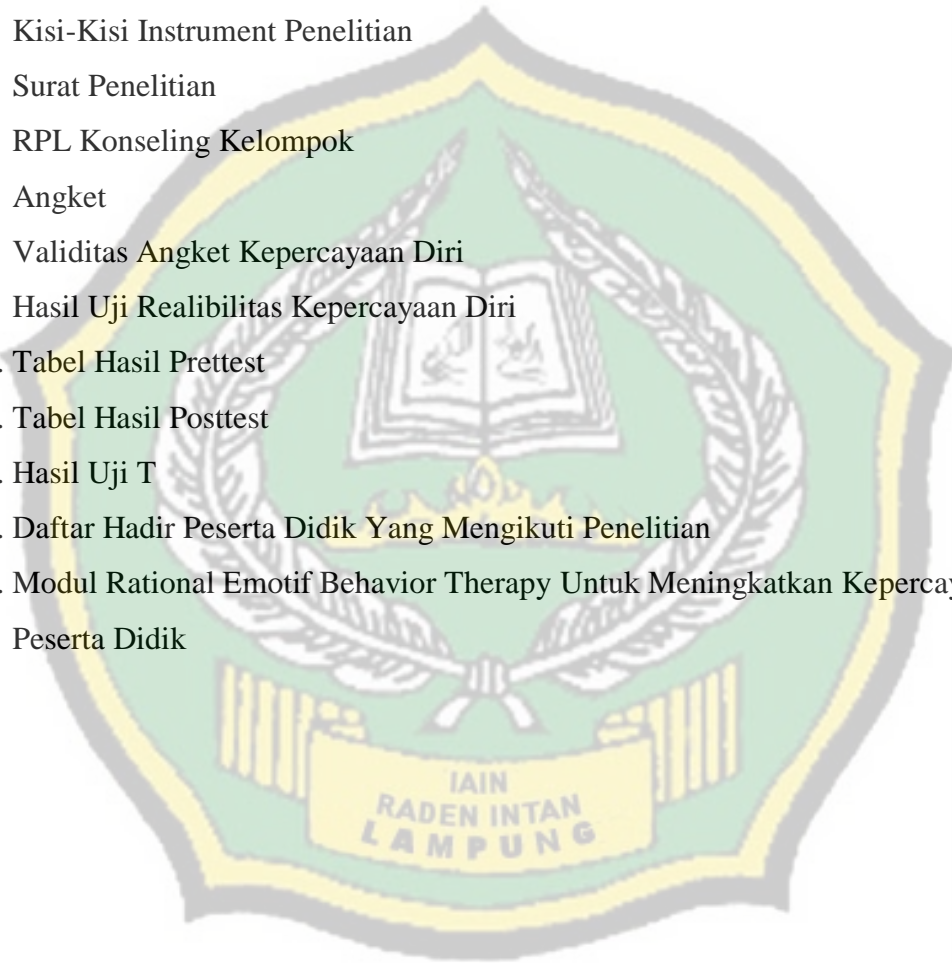 Kisi-Kisi Instrument Penelitian
Surat Penelitian
RPL Konseling Kelompok
Angket
Validitas Angket Kepercayaan Diri
Hasil Uji Realibilitas Kepercayaan Diri
. Tabel Hasil Prettest
. Tabel Hasil Posttest
. Hasil Uji T
. Daftar Hadir Peserta Didik Yang Mengikuti Penelitian
. Modul Rational Emotif Behavior Therapy Untuk Meningkatkan Keperca
Peserta Didik
IAIN
RADEN INTAN
LAMPUNG